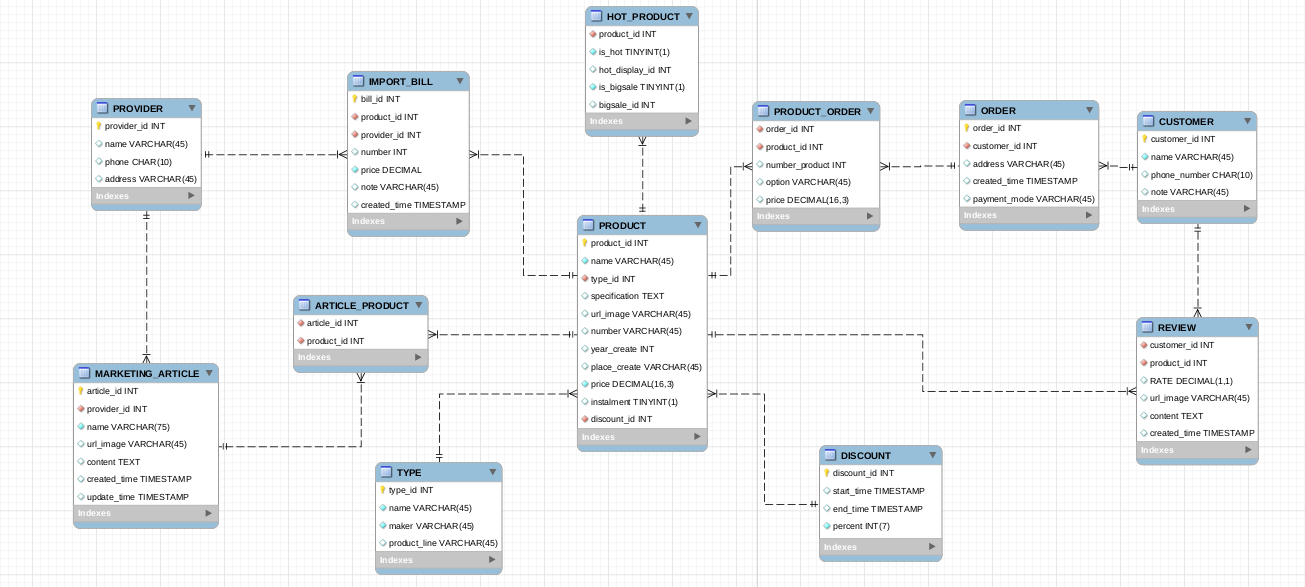 HOT_PRODUCT
product_id INT
is_hot TINYINT(1)
hot_display_id INT
is_bigsale TINYINT(1)
bigsale_id INT
Indexes
IMPORT_BILL
bill_id INT
product_id INT
provider_id INT
number INT
price DECIMAL
note VARCHAR(45)
created_time TIMESTAMP
Indexes
PROVIDER
provider_id INT
name VARCHAR(45)
phone CHAR(10)
address VARCHAR(45)
Indexes
PRODUCT_ORDER
order_id INT
product_id INT
number_product INT
option VARCHAR(45)
price DECIMAL(16,3)
Indexes
ORDER
order_id INT
customer_id INT
address VARCHAR(45)
created_time TIMESTAMP
payment_mode VARCHAR(45)
Indexes
CUSTOMER
customer_id INT
name VARCHAR(45)
phone_number CHAR(10)
note VARCHAR(45)
Indexes
PRODUCT
product_id INT
name VARCHAR(45)
type_id INT
specification TEXT
url_image VARCHAR(45)
number VARCHAR(45)
year_create INT
place_create VARCHAR(45)
price DECIMAL(16,3)
instalment TINYINT(1)
discount_id INT
Indexes
ARTICLE_PRODUCT
article_id INT
product_id INT
Indexes
REVIEW
customer_id INT
product_id INT
RATE DECIMAL(1,1)
url_image VARCHAR(45)
content TEXT
created_time TIMESTAMP
Indexes
MARKETING_ARTICLE
article_id INT
provider_id INT
name VARCHAR(75)
url_image VARCHAR(45)
content TEXT
created_time TIMESTAMP
update_time TIMESTAMP
Indexes
TYPE
type_id INT
name VARCHAR(45)
maker VARCHAR(45)
product_line VARCHAR(45)
Indexes
DISCOUNT
discount_id INT
start_time TIMESTAMP
end_time TIMESTAMP
percent INT(7)
Indexes